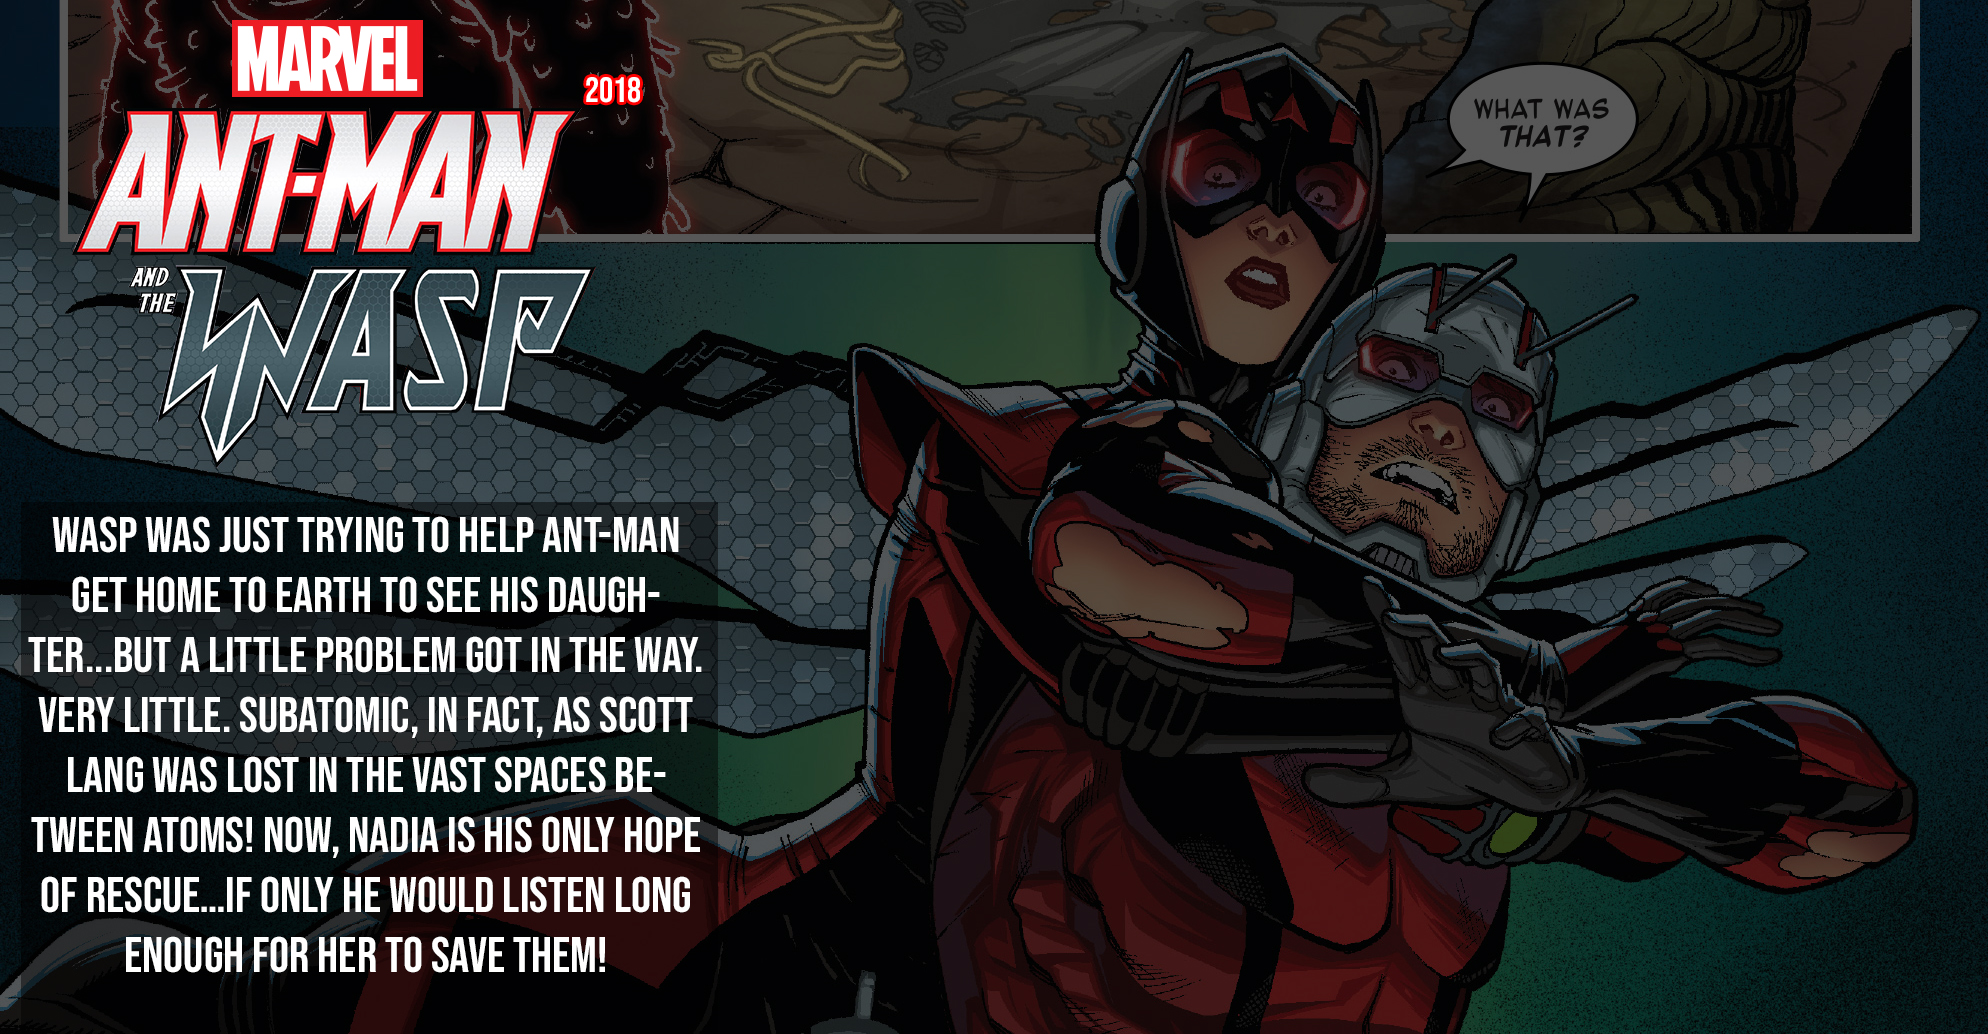 MARVEL
2018
ANT-MAN
AND
THE
WASP
WHAT WAS
THAT?
WASP WAS JUST TRYING TO HELP ANT-MAN
GET HOME TO EARTH TO SEE HIS DAUGH-
TER...BUT A LITTLE PROBLEM GOT IN THE WAY.
VERY LITTLE. SUBATOMIC, IN FACT, AS SCOTT
LANG WAS LOST IN THE VAST SPACES BE-
TWEEN ATOMS! NOW, NADIA IS HIS ONLY HOPE
OF RESCUE...IF ONLY HE WOULD LISTEN LONG
ENOUGH FOR HER TO SAVE THEM!